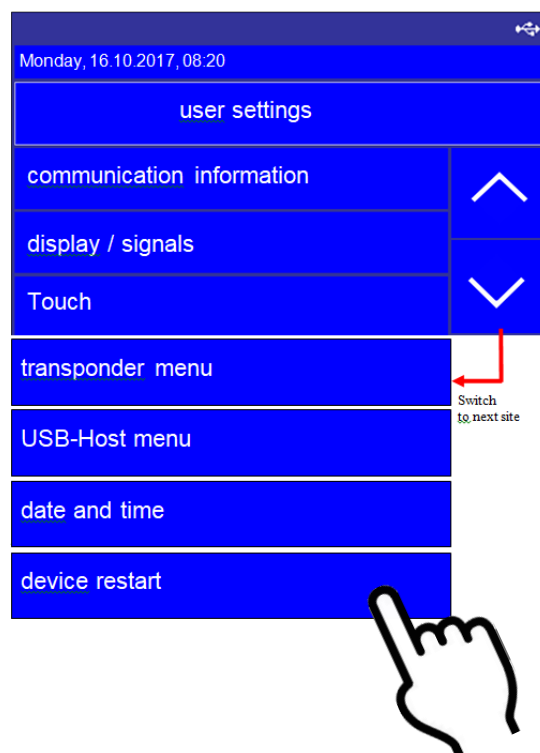 Monday, 16.10.2017, 08:20
user settings
communication information
display / signals
Touch
transponder menu
Switch
to next site
USB-Host menu
date and time
device restart